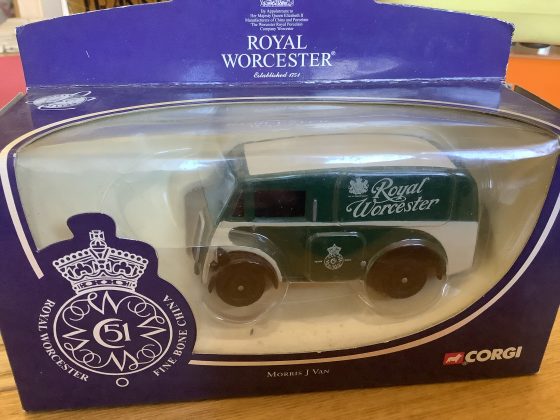 By Appointment to
Her Majesty Queen Elizabeth II
Manufacturers of China and Porcelain
The Worcester Royal Porcelain
Company Worcester
ROYAL
WORCESTER®
Established 1751
Royal
Worcester
51
ROYAL WORCESTER
FINE BONE CHINA
MORRIS J VAN
CORGI